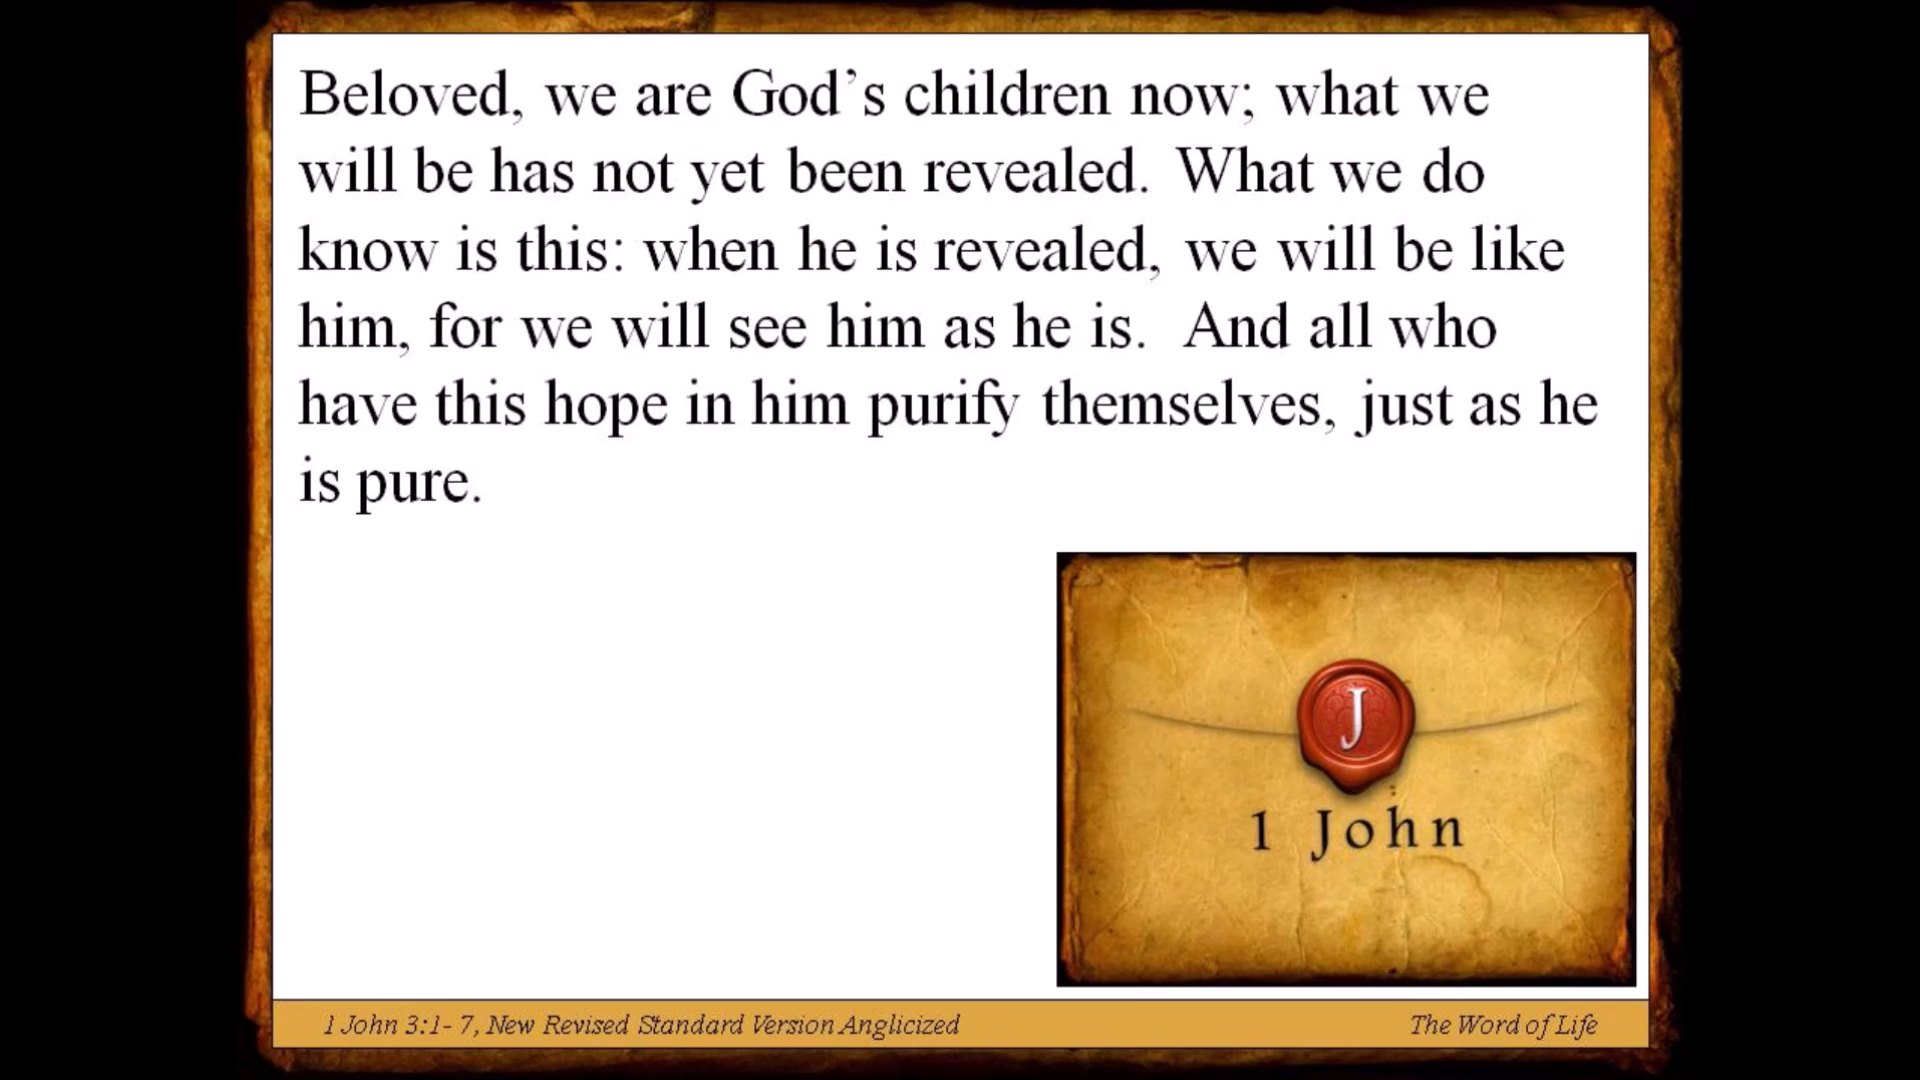 Beloved, we are God’s children now; what we
will be has not yet been revealed. What we do
know is this: when he is revealed, we will be like
him, for we will see him as he is. And all who
have this hope in him purify themselves, just as he
is pure.
J
1 John
1 John 3:1- 7, New Revised Standard Version Anglicized
The Word of Life